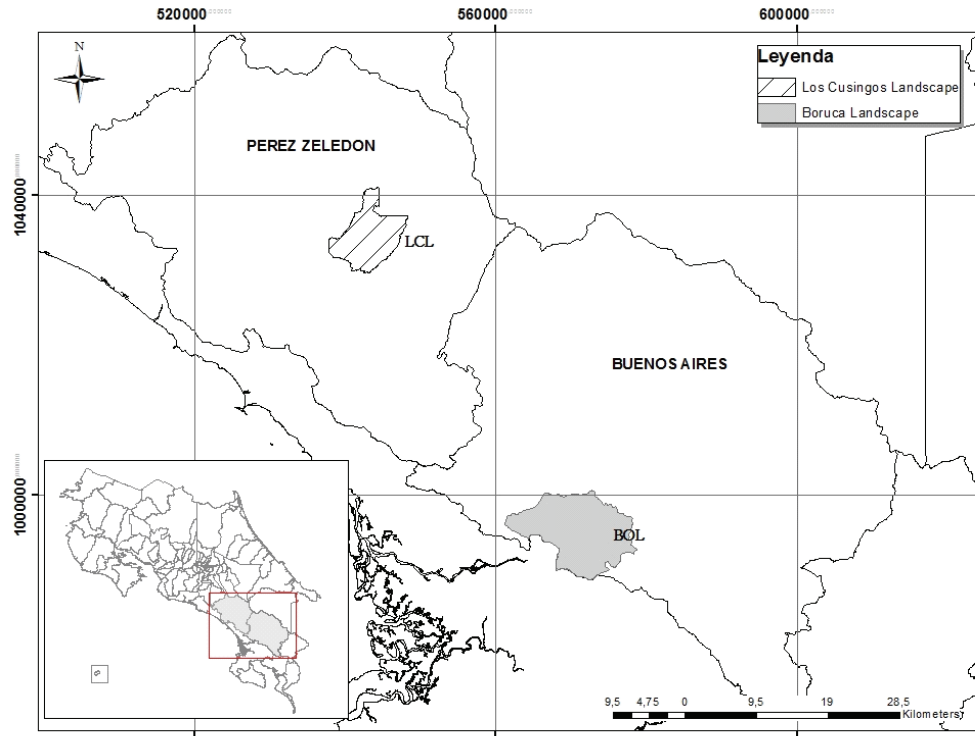 520000
560000
600000
N
Leyenda
Los Cusingos Landscape
Boruca Landscape
PEREZ ZELEDON
1040000
LCL
BUENOS AIRES
1000000
BOL
9,5 4,75 0 9,5 19 28,5
Kilometers